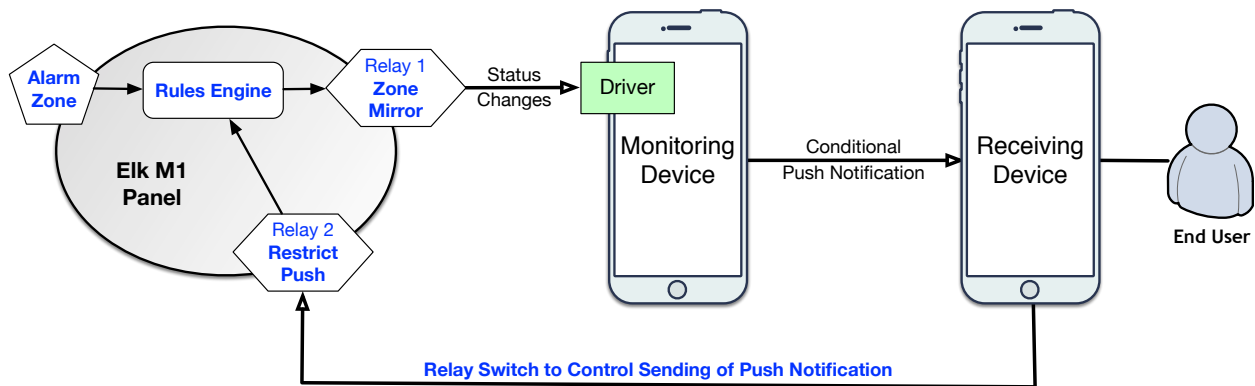 Alarm
Zone
Rules Engine
Relay 1
Zone
Mirror
Status
Changes
Driver
Elk M1
Panel
Relay 2
Restrict
Push
Monitoring
Device
Conditional
Push Notification
Receiving
Device
End User
Relay Switch to Control Sending of Push Notification